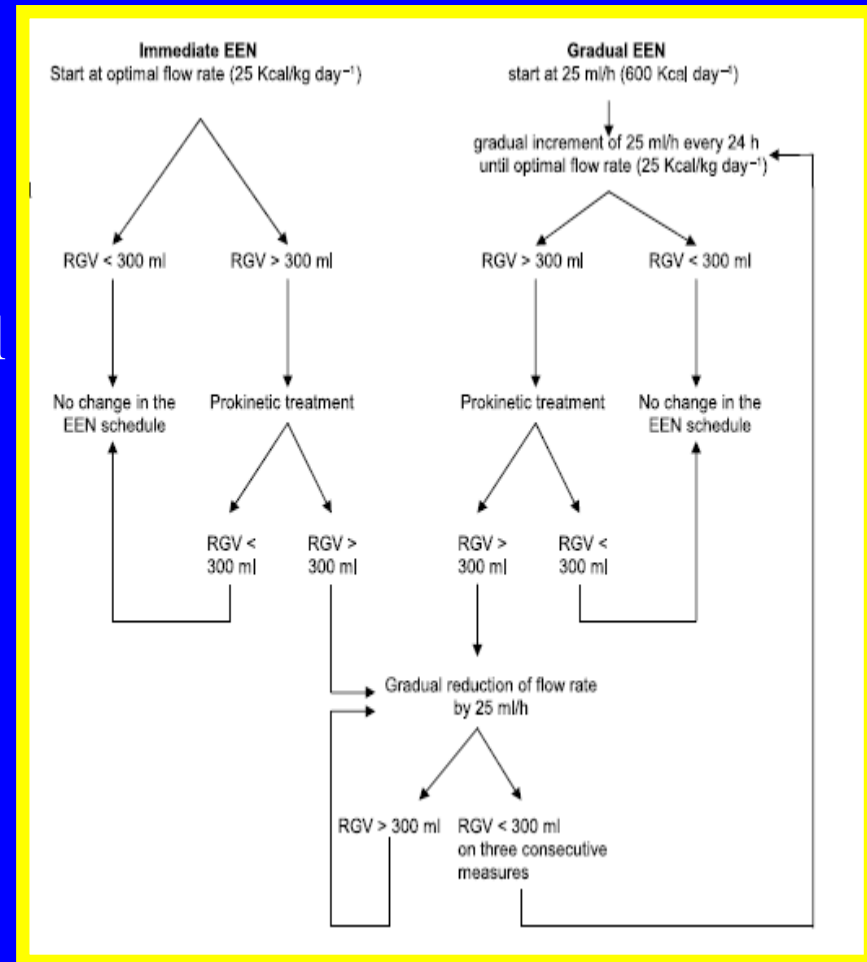 Immediate EEN
Start at optimal flow rate (25 Kcal/kg day⁻¹)
Gradual EEN
start at 25 ml/h (600 Kcal day⁻¹)
gradual increment of 25 ml/h every 24 h
until optimal flow rate (25 Kcal/kg day⁻¹)
RGV < 300 ml
RGV > 300 ml
RGV > 300 ml
RGV < 300 ml
No change in the
EEN schedule
Prokinetic treatment
Prokinetic treatment
No change in the
EEN schedule
RGV <
300 ml
RGV >
300 ml
RGV >
300 ml
RGV <
300 ml
Gradual reduction of flow rate
by 25 ml/h
RGV > 300 ml
RGV < 300 ml
on three consecutive
measures